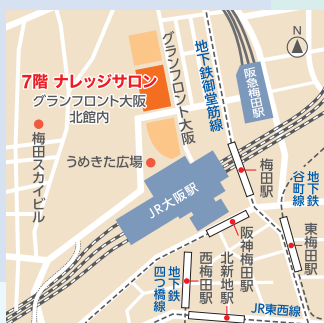 N
7階 ナレッジサロン
グランフロント大阪
北館内
グランフロント大阪
地下鉄御堂筋線
阪急梅田駅
梅田スカイビル
うめきた広場
JR大阪駅
梅田駅
地下鉄
谷町線
東梅田駅
阪神梅田駅
北新地駅
西梅田駅
地下鉄
四つ橋線
JR東西線